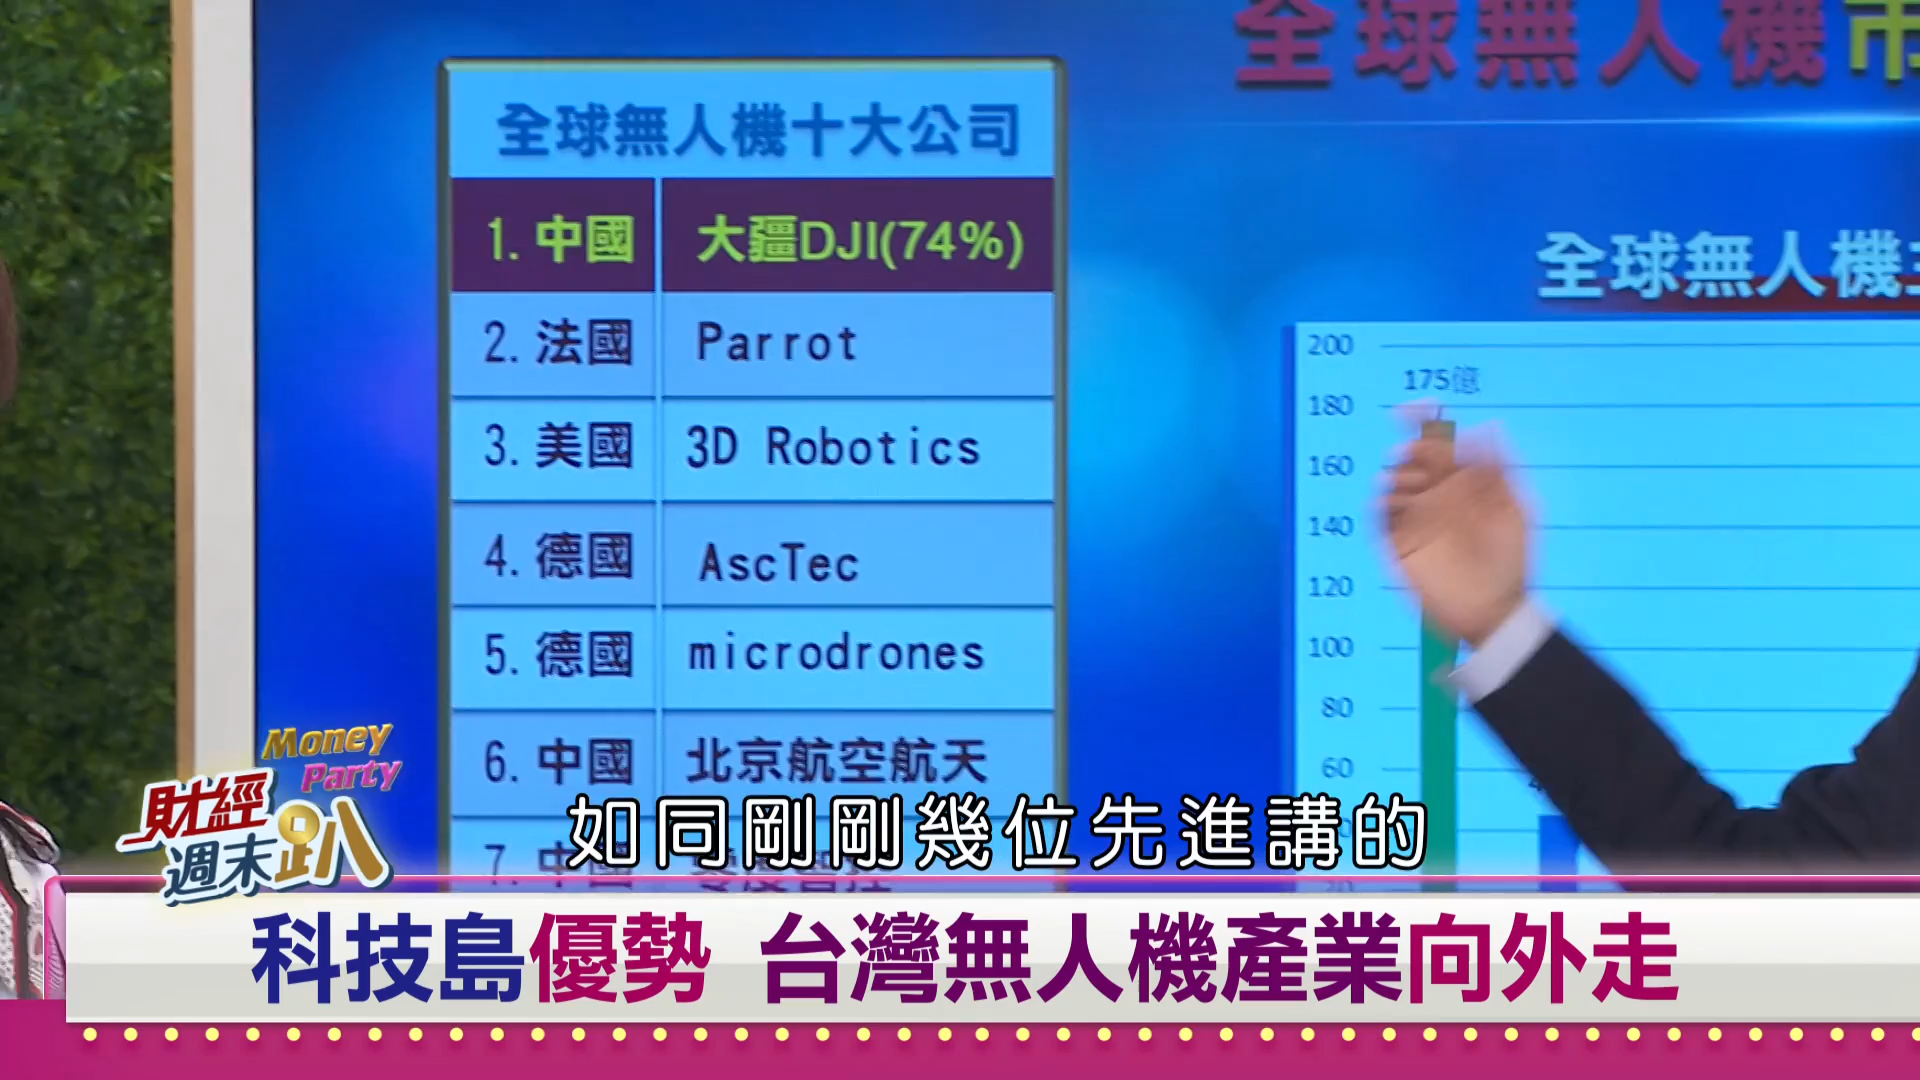 全球無人機市
全球無人機十大公司
1. 中國 大疆DJI(74%)
2. 法國 Parrot
3. 美國 3D Robotics
4. 德國 AscTec
5. 德國 microdrones
6. 中國 北京航空航天
7. 中國
全球無人機
200
175億
180
160
140
120
100
80
60
Money
Party
財經
週末趴
如同剛剛幾位先進講的
科技島優勢 台灣無人機產業向外走